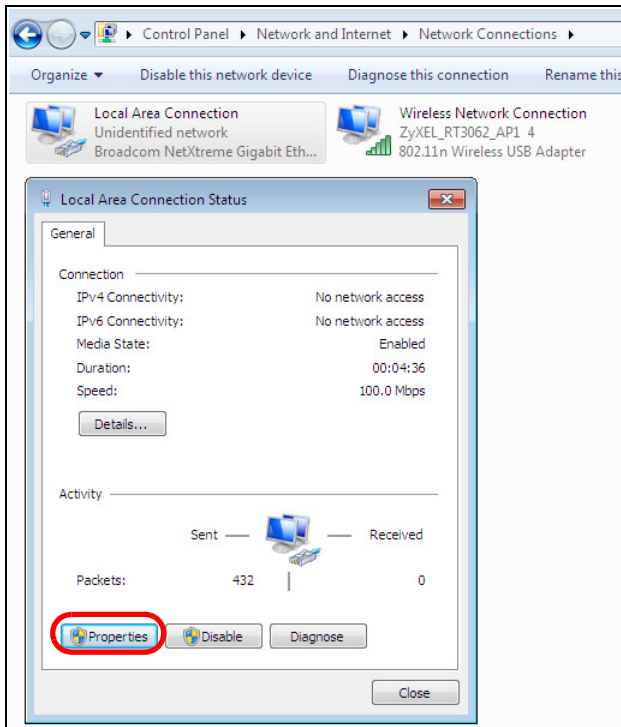 Control Panel ▸ Network and Internet ▸ Network Connections ▸
Organize ▾ Disable this network device Diagnose this connection Rename this
Local Area Connection
Unidentified network
Broadcom NetXtreme Gigabit Eth...
Wireless Network Connection
ZyXEL_RT3062_AP1 4
802.11n Wireless USB Adapter
Local Area Connection Status
General
Connection
IPv4 Connectivity: No network access
IPv6 Connectivity: No network access
Media State: Enabled
Duration: 00:04:36
Speed: 100.0 Mbps
Details...
Activity
Sent — — Received
Packets: 432 | 0
Properties Disable Diagnose
Close